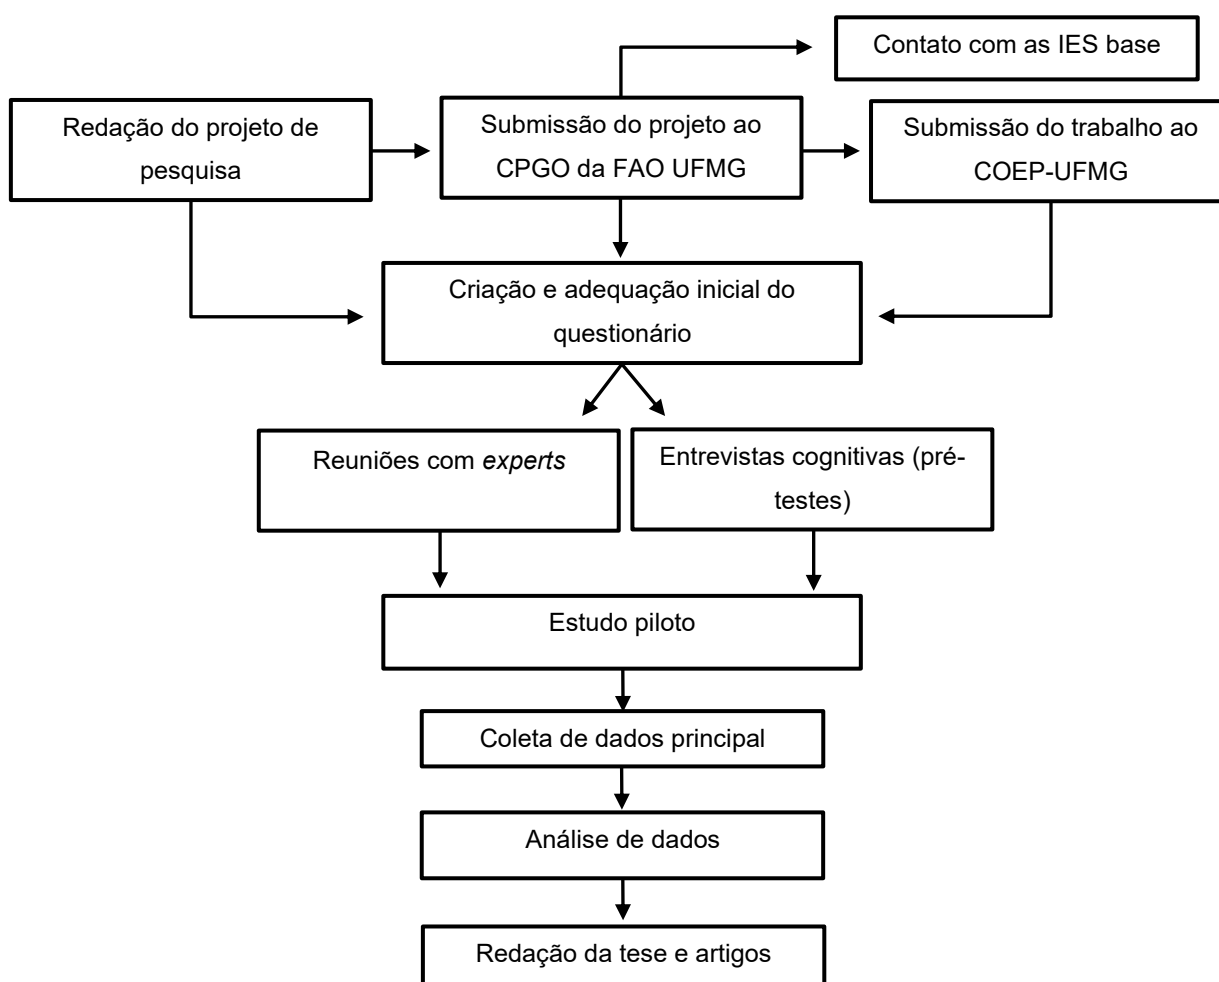 Contato com as IES base
Redação do projeto de
pesquisa
Submissão do projeto ao
CPGO da FAO UFMG
Submissão do trabalho ao
COEP-UFMG
Criação e adequação inicial do
questionário
Reuniões com experts
Entrevistas cognitivas (pré-
testes)
Estudo piloto
Coleta de dados principal
Análise de dados
Redação da tese e artigos